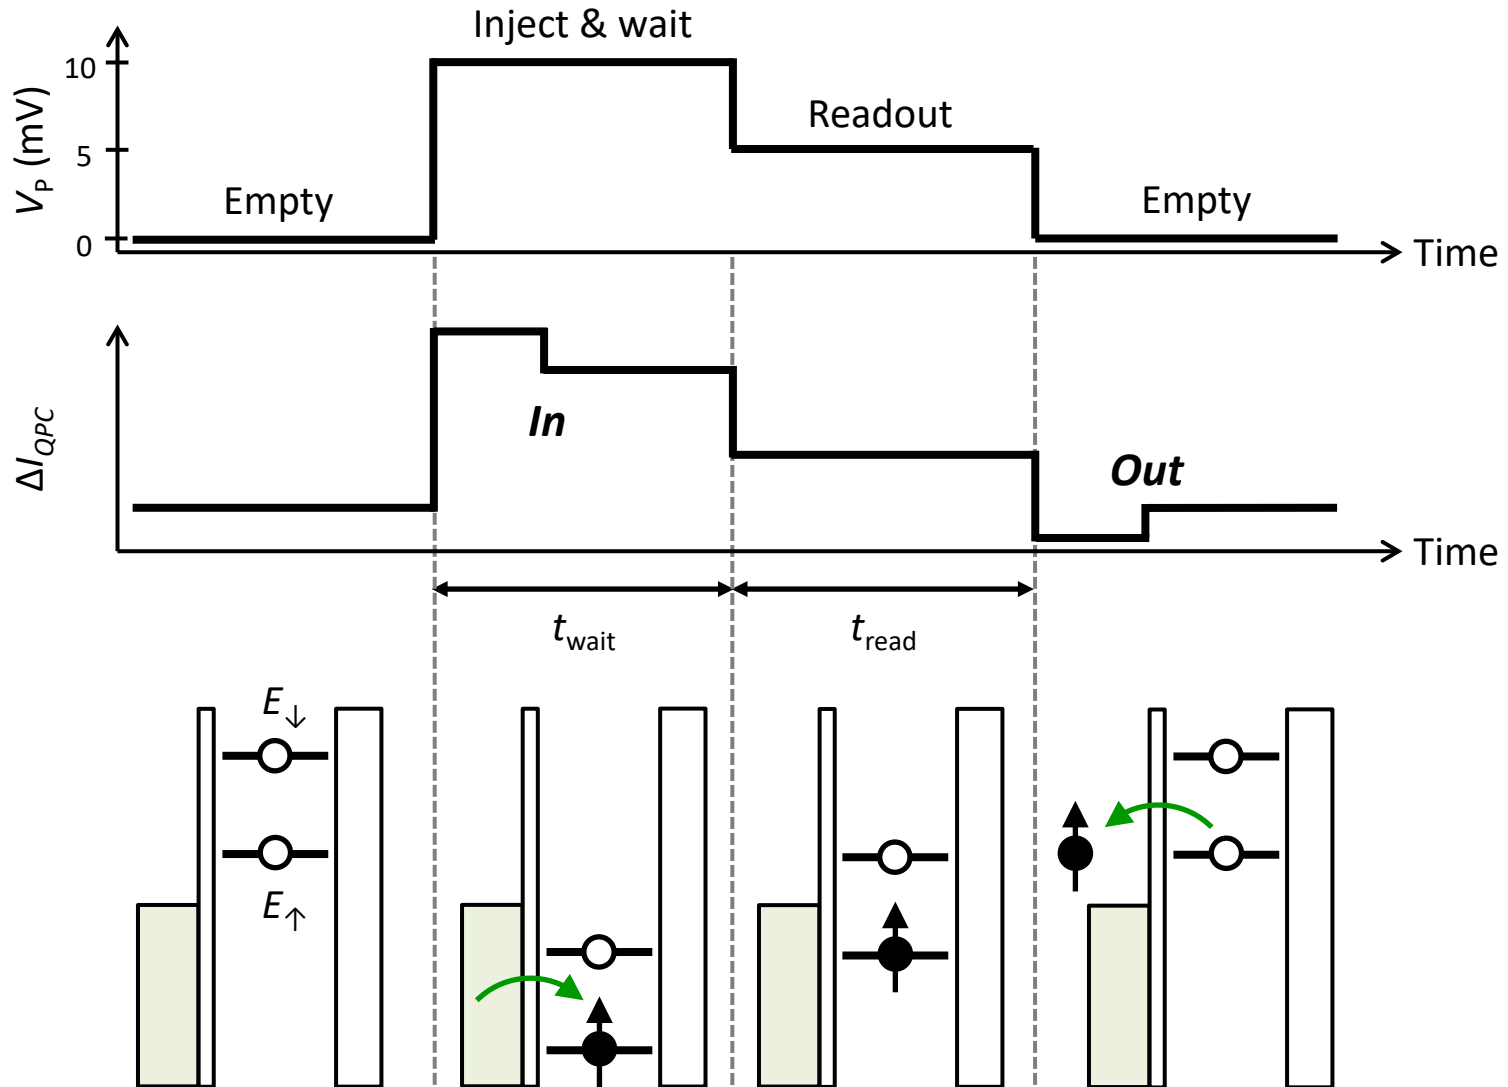 Inject & wait
10
Readout
V_P (mV)
5
Empty
Empty
0
Time
ΔI_QPC
In
Out
Time
t_wait
t_read
E↓
E↑